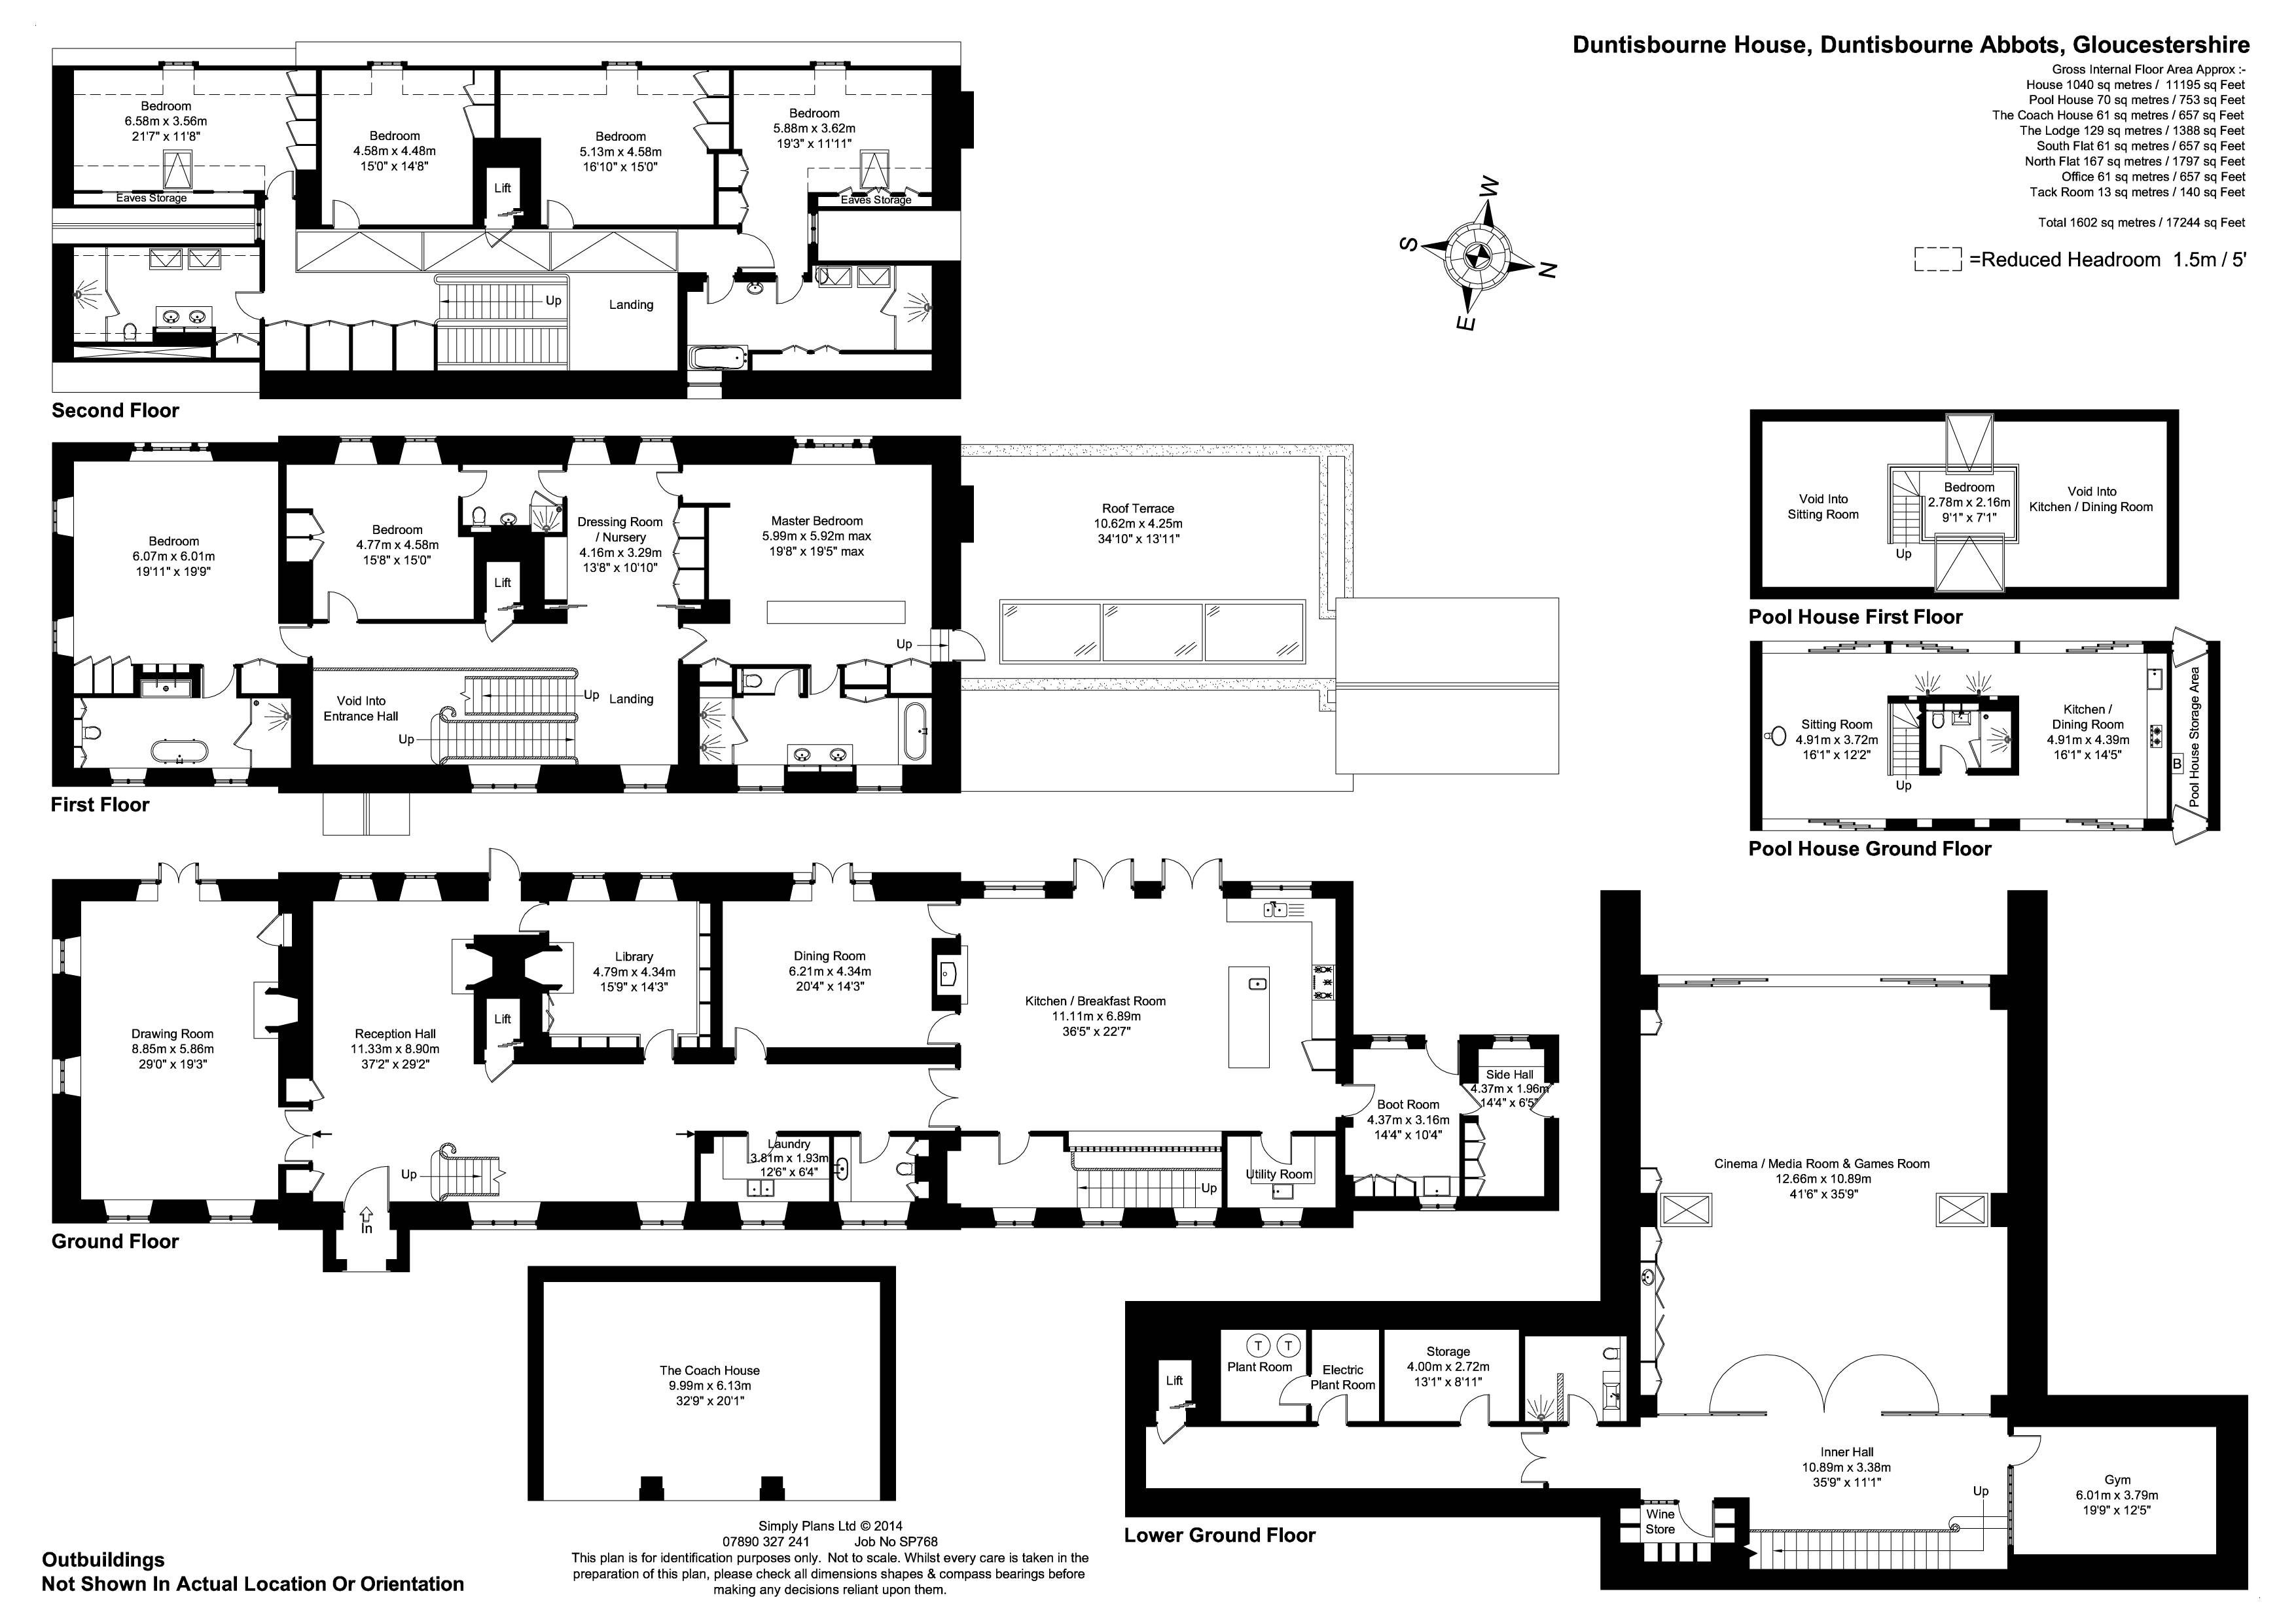 Duntisbourne House, Duntisbourne Abbots, Gloucestershire
Gross Internal Floor Area Approx :-
House 1040 sq metres / 11195 sq Feet
Pool House 70 sq metres / 753 sq Feet
The Coach House 61 sq metres / 657 sq Feet
The Lodge 129 sq metres / 1388 sq Feet
South Flat 61 sq metres / 657 sq Feet
North Flat 167 sq metres / 1797 sq Feet
Office 61 sq metres / 657 sq Feet
Tack Room 13 sq metres / 140 sq Feet
Total 1602 sq metres / 17244 sq Feet
=Reduced Headroom 1.5m / 5'
W
S
N
E
Bedroom
6.58m x 3.56m
21'7" x 11'8"
Eaves Storage
Bedroom
4.58m x 4.48m
15'0" x 14'8"
Lift
Bedroom
5.13m x 4.58m
16'10" x 15'0"
Bedroom
5.88m x 3.62m
19'3" x 11'11"
Eaves Storage
Up
Landing
Second Floor
Bedroom
6.07m x 6.01m
19'11" x 19'9"
Bedroom
4.77m x 4.58m
15'8" x 15'0"
Lift
Dressing Room
/ Nursery
4.16m x 3.29m
13'8" x 10'10"
Master Bedroom
5.99m x 5.92m max
19'8" x 19'5" max
Up
Roof Terrace
10.62m x 4.25m
34'10" x 13'11"
Void Into
Entrance Hall
Up
Up
Landing
First Floor
Void Into
Sitting Room
Bedroom
2.78m x 2.16m
9'1" x 7'1"
Up
Void Into
Kitchen / Dining Room
Pool House First Floor
Sitting Room
4.91m x 3.72m
16'1" x 12'2"
Up
Kitchen /
Dining Room
4.91m x 4.39m
16'1" x 14'5"
B
Pool House Storage Area
Pool House Ground Floor
Drawing Room
8.85m x 5.86m
29'0" x 19'3"
Reception Hall
11.33m x 8.90m
37'2" x 29'2"
Lift
Library
4.79m x 4.34m
15'9" x 14'3"
Dining Room
6.21m x 4.34m
20'4" x 14'3"
Kitchen / Breakfast Room
11.11m x 6.89m
36'5" x 22'7"
Boot Room
4.37m x 3.16m
14'4" x 10'4"
Side Hall
4.37m x 1.96m
14'4" x 6'5"
Up
In
Laundry
3.81m x 1.93m
12'6" x 6'4"
Up
Utility Room
Ground Floor
The Coach House
9.99m x 6.13m
32'9" x 20'1"
Cinema / Media Room & Games Room
12.66m x 10.89m
41'6" x 35'9"
Lift
T
T
Plant Room
Electric
Plant Room
Storage
4.00m x 2.72m
13'1" x 8'11"
Inner Hall
10.89m x 3.38m
35'9" x 11'1"
Up
Wine
Store
Gym
6.01m x 3.79m
19'9" x 12'5"
Lower Ground Floor
Outbuildings
Not Shown In Actual Location Or Orientation
Simply Plans Ltd © 2014
07890 327 241 Job No SP768
This plan is for identification purposes only. Not to scale. Whilst every care is taken in the
preparation of this plan, please check all dimensions shapes & compass bearings before
making any decisions reliant upon them.